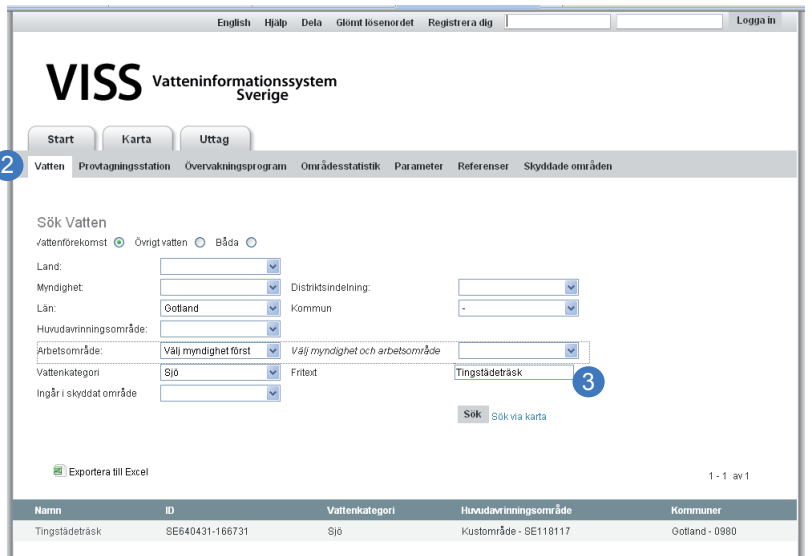 English Hjälp Dela Glömt lösenordet Registrera dig Logga in
VISS Vatteninformationssystem
Sverige
Start Karta Uttag
2 Vatten Provtagningsstation Övervakningsprogram Områdesstatistik Parameter Referenser Skyddade områden
Sök Vatten
Vattenförekomst Övrigt vatten Båda
Land:
Myndighet: Distriktsindelning:
Län: Gotland Kommun -
Huvudavrinningsområde:
Arbetsområde: Välj myndighet först Välj myndighet och arbetsområde
Vattenkategori Sjö Fritext Tingstädeträsk
3
Ingår i skyddat område
Sök Sök via karta
Exportera till Excel
1 - 1 av 1
Namn ID Vattenkategori Huvudavrinningsområde Kommuner
Tingstädeträsk SE640431-166731 Sjö Kustområde - SE118117 Gotland - 0980